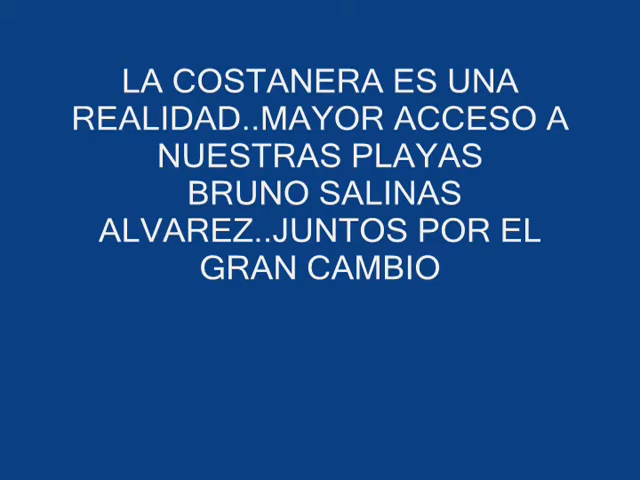 LA COSTANERA ES UNA
REALIDAD..MAYOR ACCESO A
NUESTRAS PLAYAS
BRUNO SALINAS
ALVAREZ..JUNTOS POR EL
GRAN CAMBIO